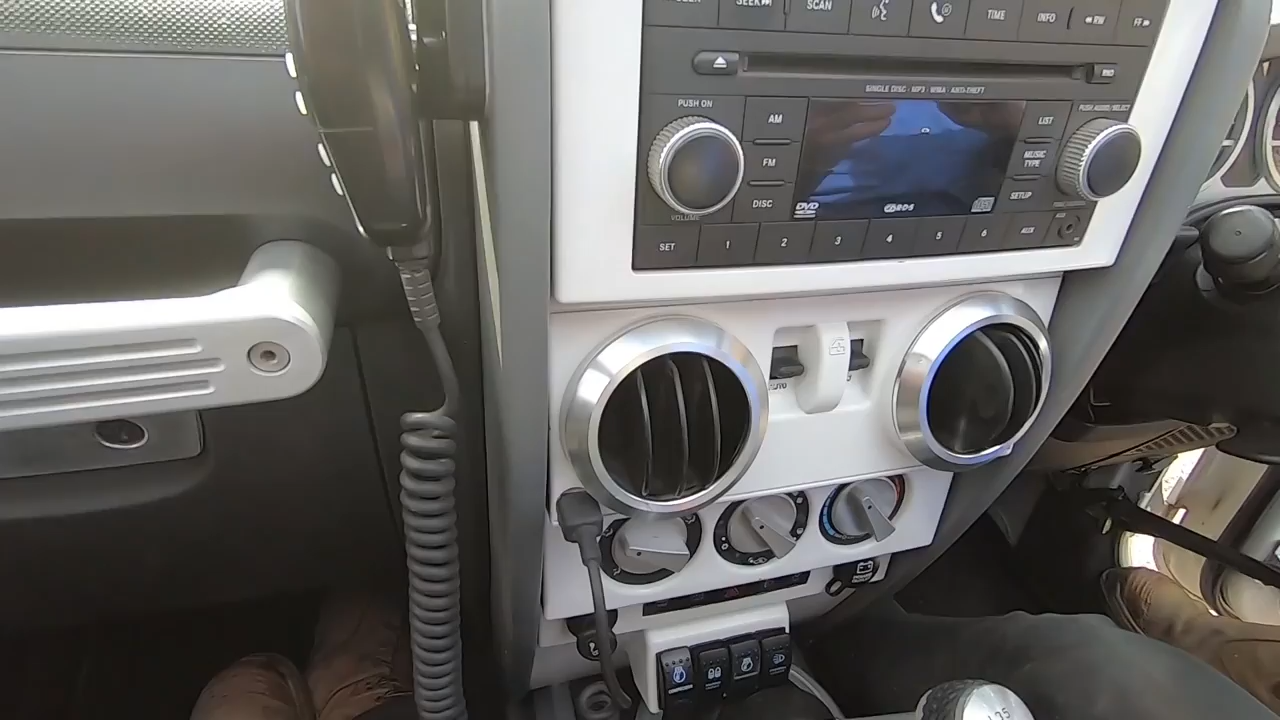 SEEK
SCAN
TIME
INFO
RW
FF
SINGLE DISC · MP3 · WMA · ANTI-THEFT
PUSH ON
PUSH AUDIO/SELECT
AM
FM
DISC
LIST
MUSIC
TYPE
SETUP
VOLUME
DVD
RDS
SET
1
2
3
4
5
6
AUX